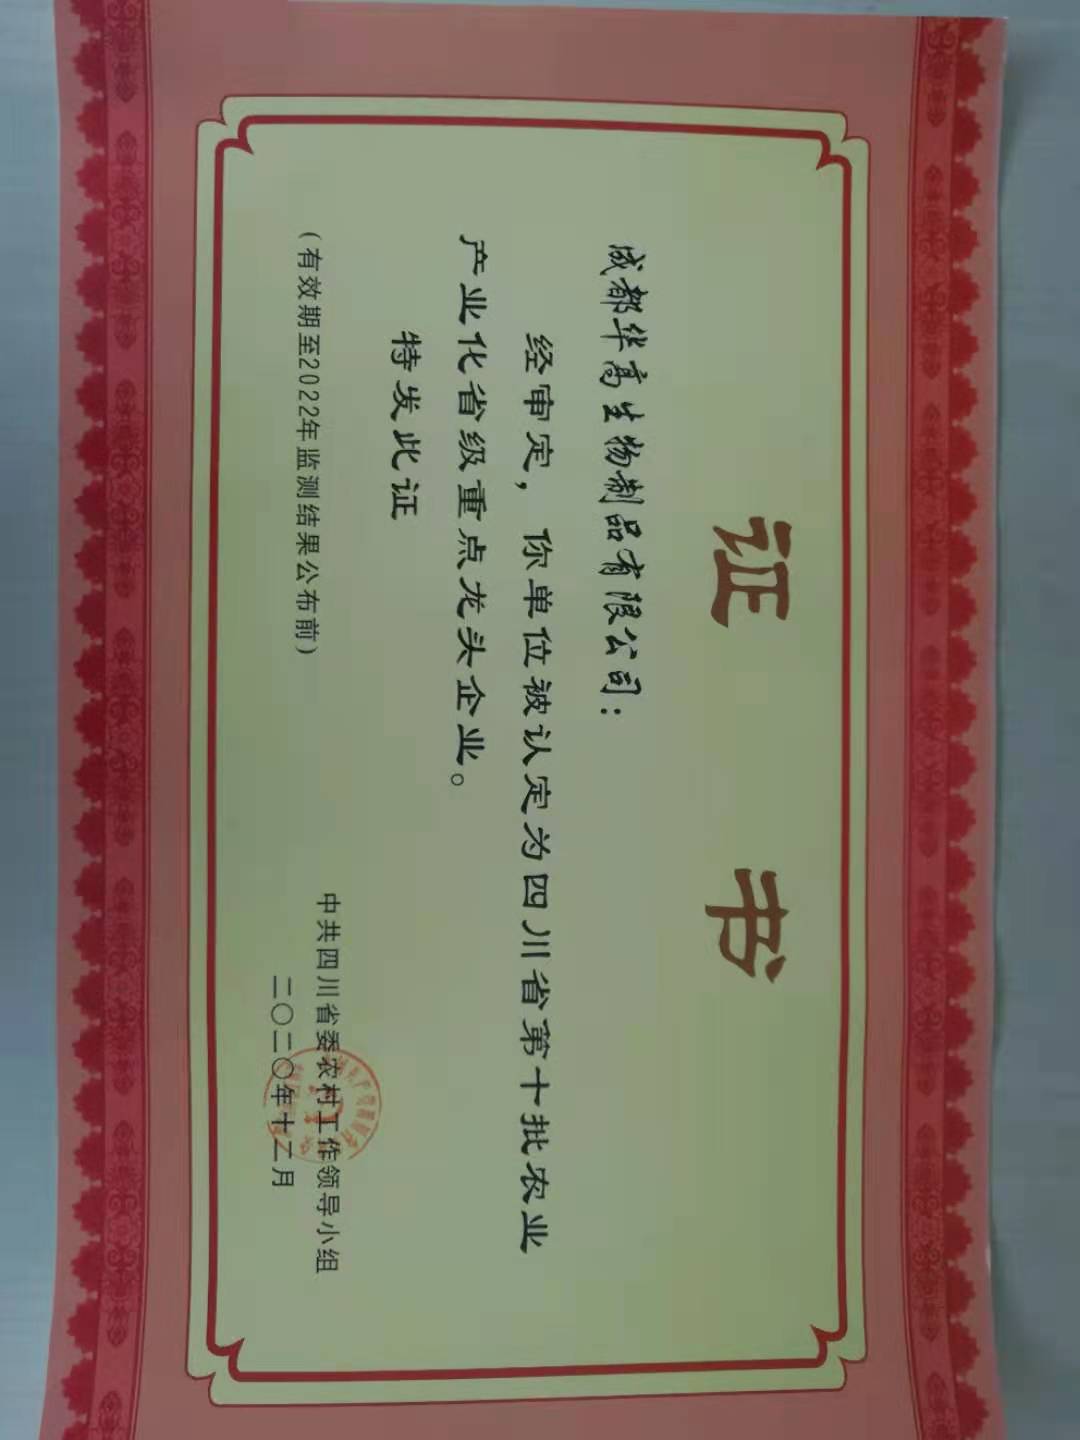 证 书
成都华高生物制品有限公司：
经审定，你单位被认定为四川省第十批农业
产业化省级重点龙头企业。
特发此证
（有效期至2022年监测结果公布前）
中共四川省委农村工作领导小组
二〇二〇年十二月